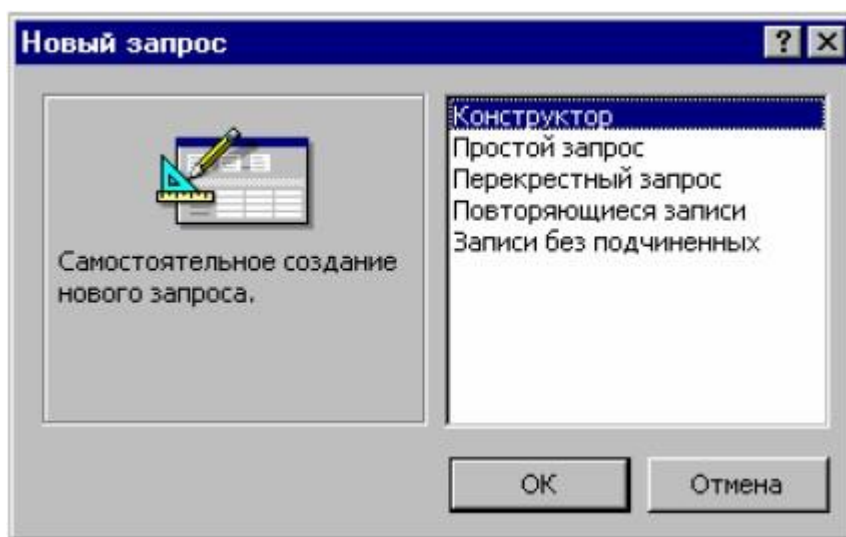 Новый запрос
Самостоятельное создание
нового запроса.
Конструктор
Простой запрос
Перекрестный запрос
Повторяющиеся записи
Записи без подчиненных
ОК
Отмена